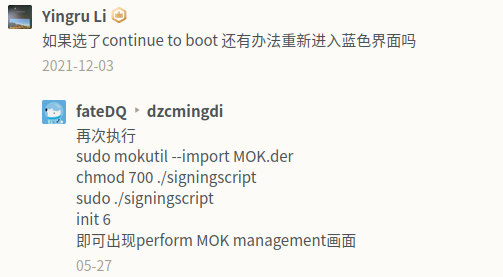 Yingru Li
如果选了continue to boot 还有办法重新进入蓝色界面吗
2021-12-03
fateDQ ‣ dzcmingdi
再次执行
sudo mokutil --import MOK.der
chmod 700 ./signingscript
sudo ./signingscript
init 6
即可出现perform MOK management画面
05-27